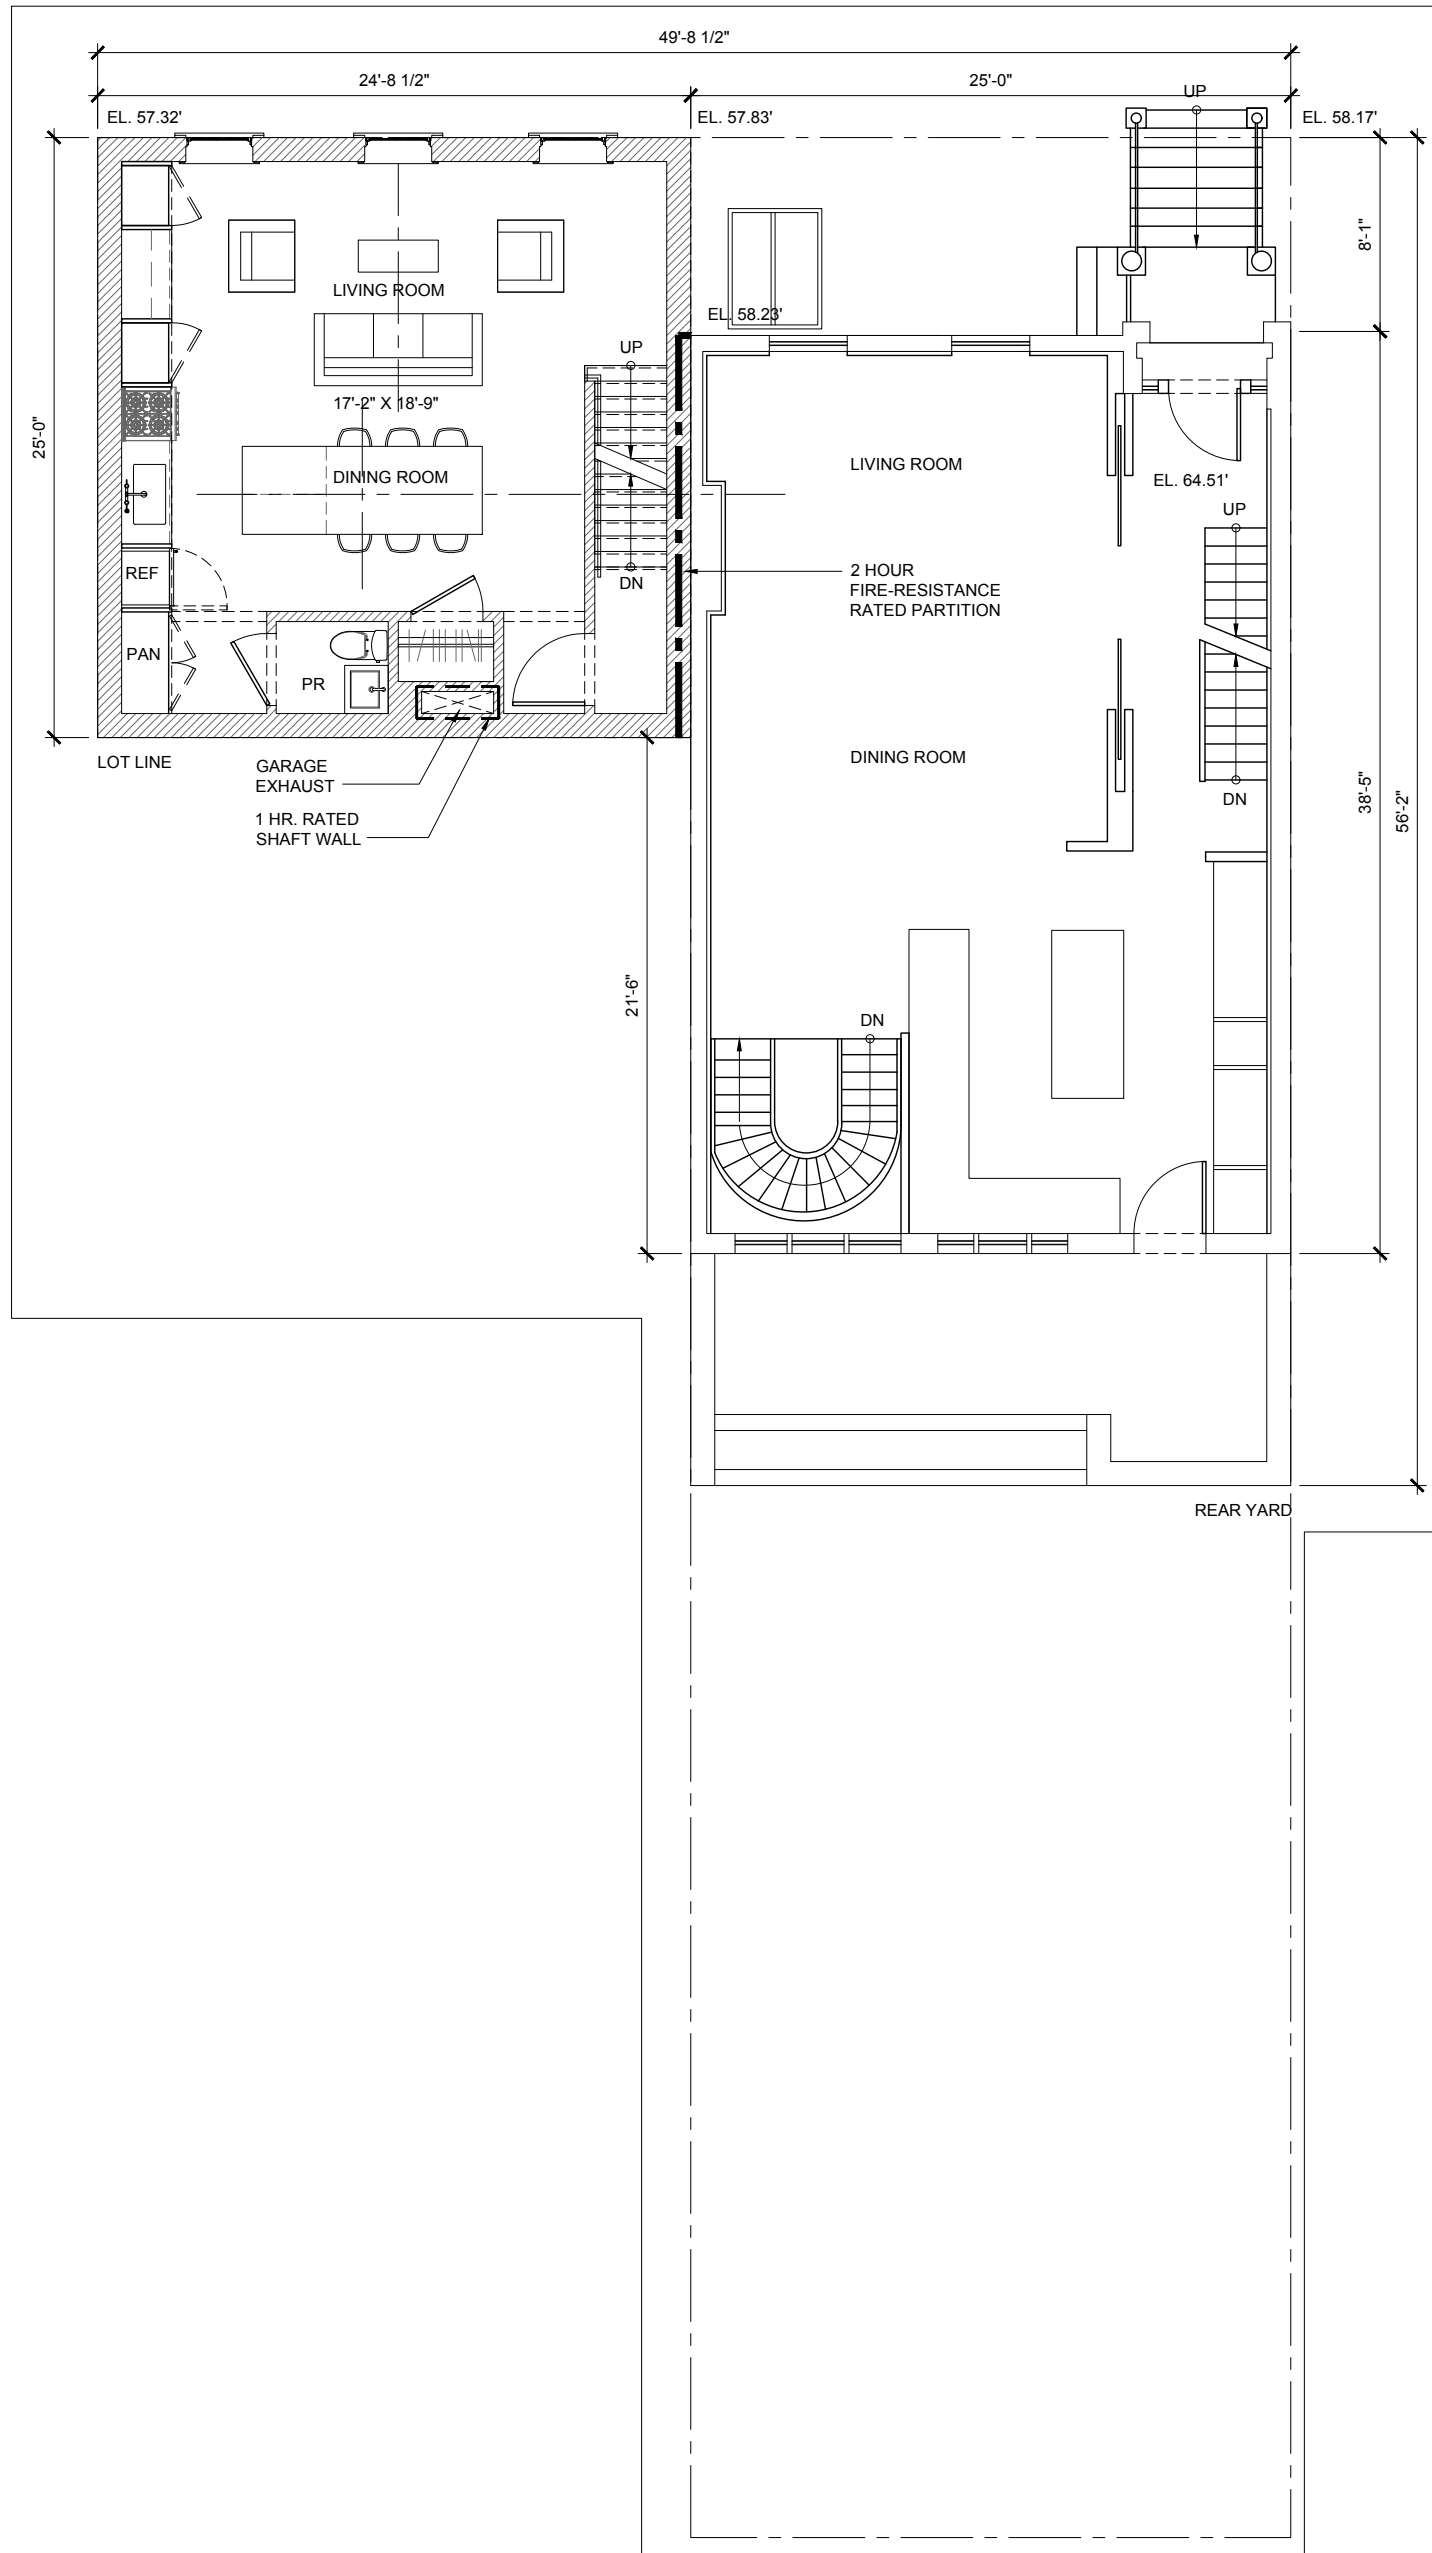 49'-8 1/2"
24'-8 1/2"
25'-0"
UP
EL. 57.32'
EL. 57.83'
EL. 58.17'
8'-1"
LIVING ROOM
EL. 58.23'
UP
17'-2" X 18'-9"
25'-0"
LIVING ROOM
DINING ROOM
EL. 64.51'
UP
REF
DN
2 HOUR
FIRE-RESISTANCE
RATED PARTITION
PAN
PR
LOT LINE
GARAGE
EXHAUST
DINING ROOM
DN
38'-5"
56'-2"
1 HR. RATED
SHAFT WALL
21'-6"
DN
REAR YARD